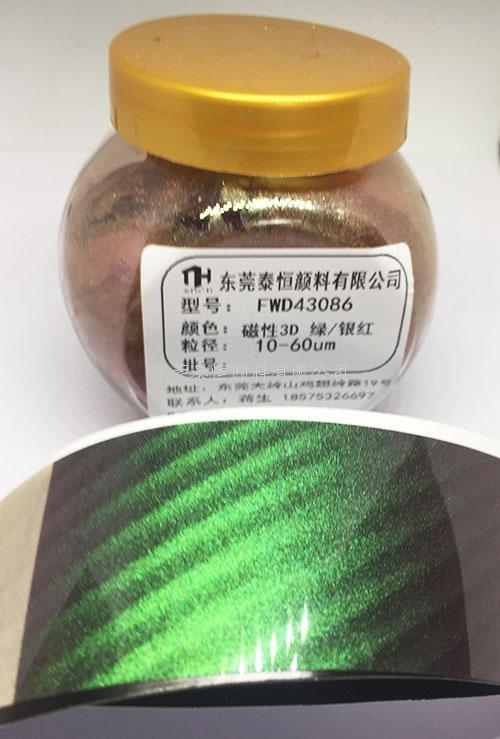 东莞泰恒颜料有限公司
型号: FWD43086
颜色: 磁性3D 绿/银红
粒径: 10-60um
批号:
地址: 东莞大岭山鸡翅岭路19号
联系人: 蒋生 18575326697